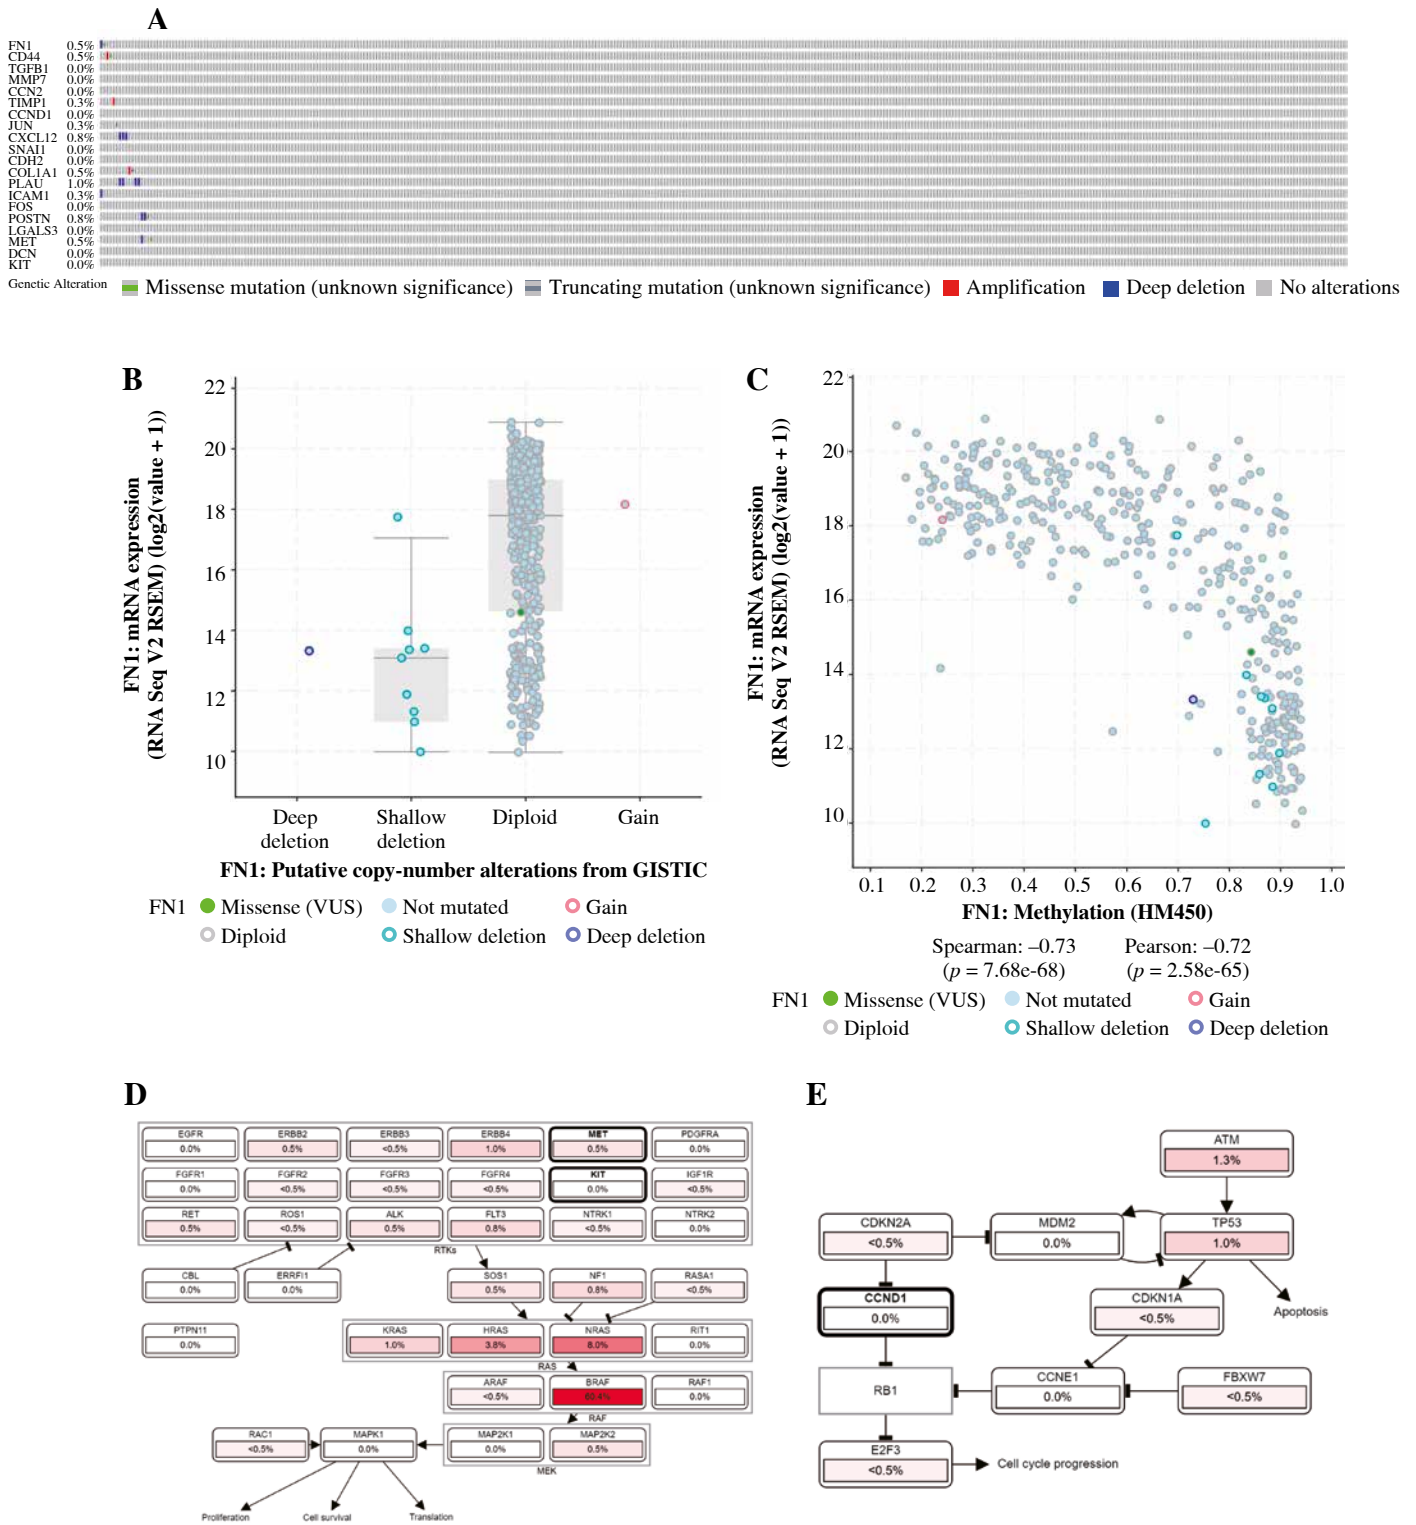 A
FN1 0.5%
CD44 0.5%
TGFB1 0.0%
MMP7 0.0%
CCN2 0.0%
TIMP1 0.3%
CCND1 0.0%
JUN 0.3%
CXCL12 0.8%
SNAI1 0.0%
CDH2 0.0%
COL1A1 0.5%
PLAU 1.0%
ICAM1 0.3%
FOS 0.0%
POSTN 0.8%
LGALS3 0.0%
MET 0.5%
DCN 0.0%
KIT 0.0%
Genetic Alteration Missense mutation (unknown significance) Truncating mutation (unknown significance) Amplification Deep deletion No alterations
B
FN1: mRNA expression
(RNA Seq V2 RSEM) (log2(value + 1))
22
20
18
16
14
12
10
Deep deletion Shallow deletion Diploid Gain
FN1: Putative copy-number alterations from GISTIC
FN1 Missense (VUS) Not mutated Gain
Diploid Shallow deletion Deep deletion
C
FN1: mRNA expression
(RNA Seq V2 RSEM) (log2(value + 1))
22
20
18
16
14
12
10
0.1 0.2 0.3 0.4 0.5 0.6 0.7 0.8 0.9 1.0
FN1: Methylation (HM450)
Spearman: –0.73 Pearson: –0.72
(p = 7.68e-68) (p = 2.58e-65)
FN1 Missense (VUS) Not mutated Gain
Diploid Shallow deletion Deep deletion
D
EGFR ERBB2 ERBB3 ERBB4 MET PDGFRA
0.0% 0.5% <0.5% 1.0% 0.5% 0.0%
FGFR1 FGFR2 FGFR3 FGFR4 KIT IGF1R
0.0% <0.5% <0.5% <0.5% 0.0% <0.5%
RET ROS1 ALK FLT3 NTRK1 NTRK2
0.5% <0.5% 0.5% 0.8% <0.5% 0.0%
RTKs
CBL ERRFI1 SOS1 NF1 RASA1
0.0% 0.0% 0.5% 0.8% <0.5%
PTPN11 KRAS HRAS NRAS RIT1
0.0% 1.0% 3.8% 8.0% 0.0%
RAS
ARAF BRAF RAF1
<0.5% 60.4% 0.0%
RAF
RAC1 MAPK1 MAP2K1 MAP2K2
<0.5% 0.0% 0.0% 0.5%
MEK
Proliferation Cell survival Translation
E
ATM
1.3%
CDKN2A MDM2 TP53
<0.5% 0.0% 1.0%
CCND1 CDKN1A
0.0% <0.5%
Apoptosis
RB1 CCNE1 FBXW7
0.0% <0.5%
E2F3
<0.5%
Cell cycle progression